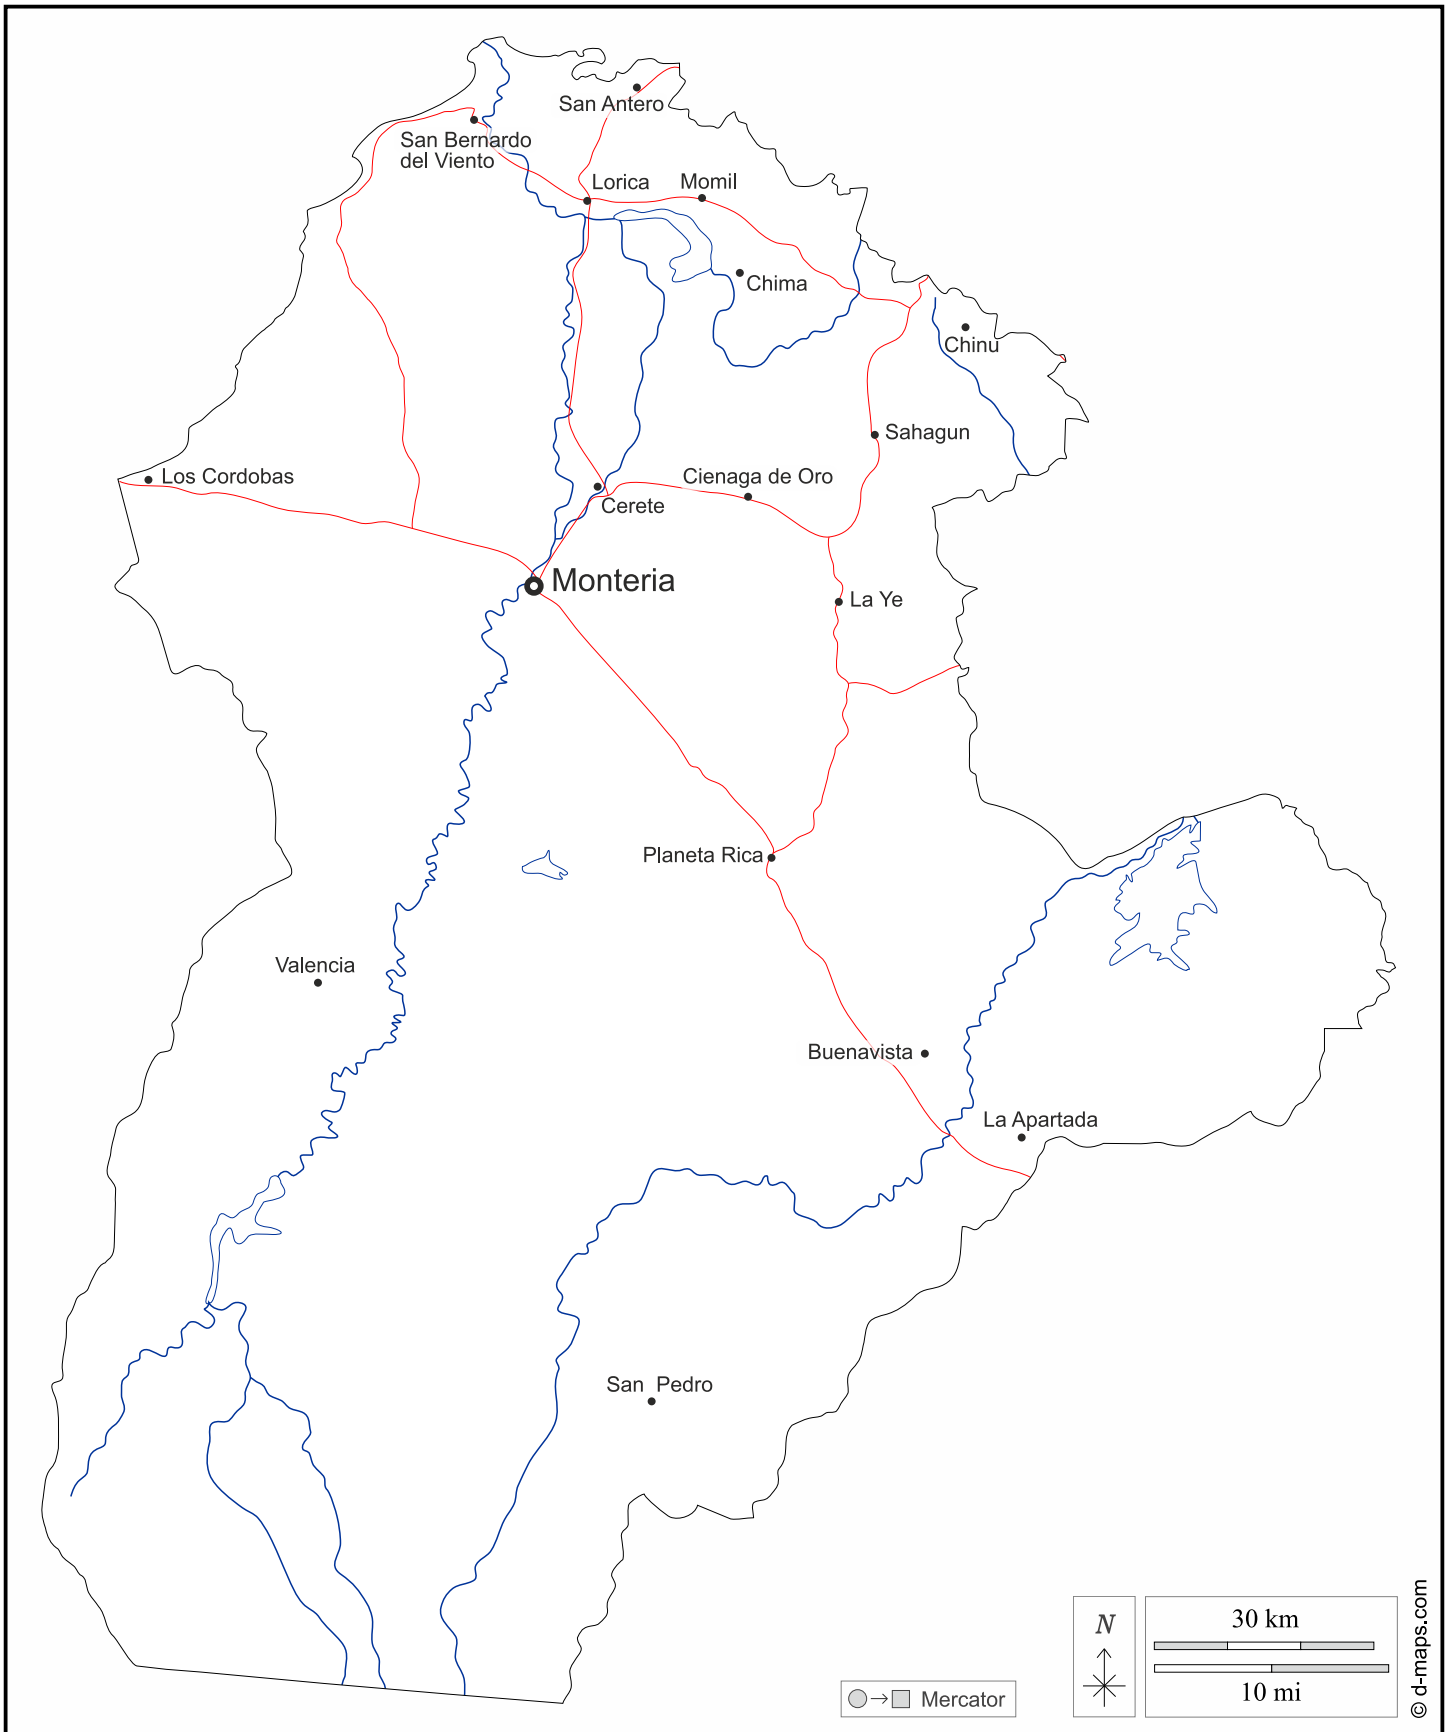 San Antero
San Bernardo
del Viento
Lorica
Momil
Chima
Chinu
Sahagun
Los Cordobas
Cienaga de Oro
Cerete
Monteria
La Ye
Planeta Rica
Valencia
Buenavista
La Apartada
San Pedro
N
30 km
10 mi
Mercator
© d-maps.com